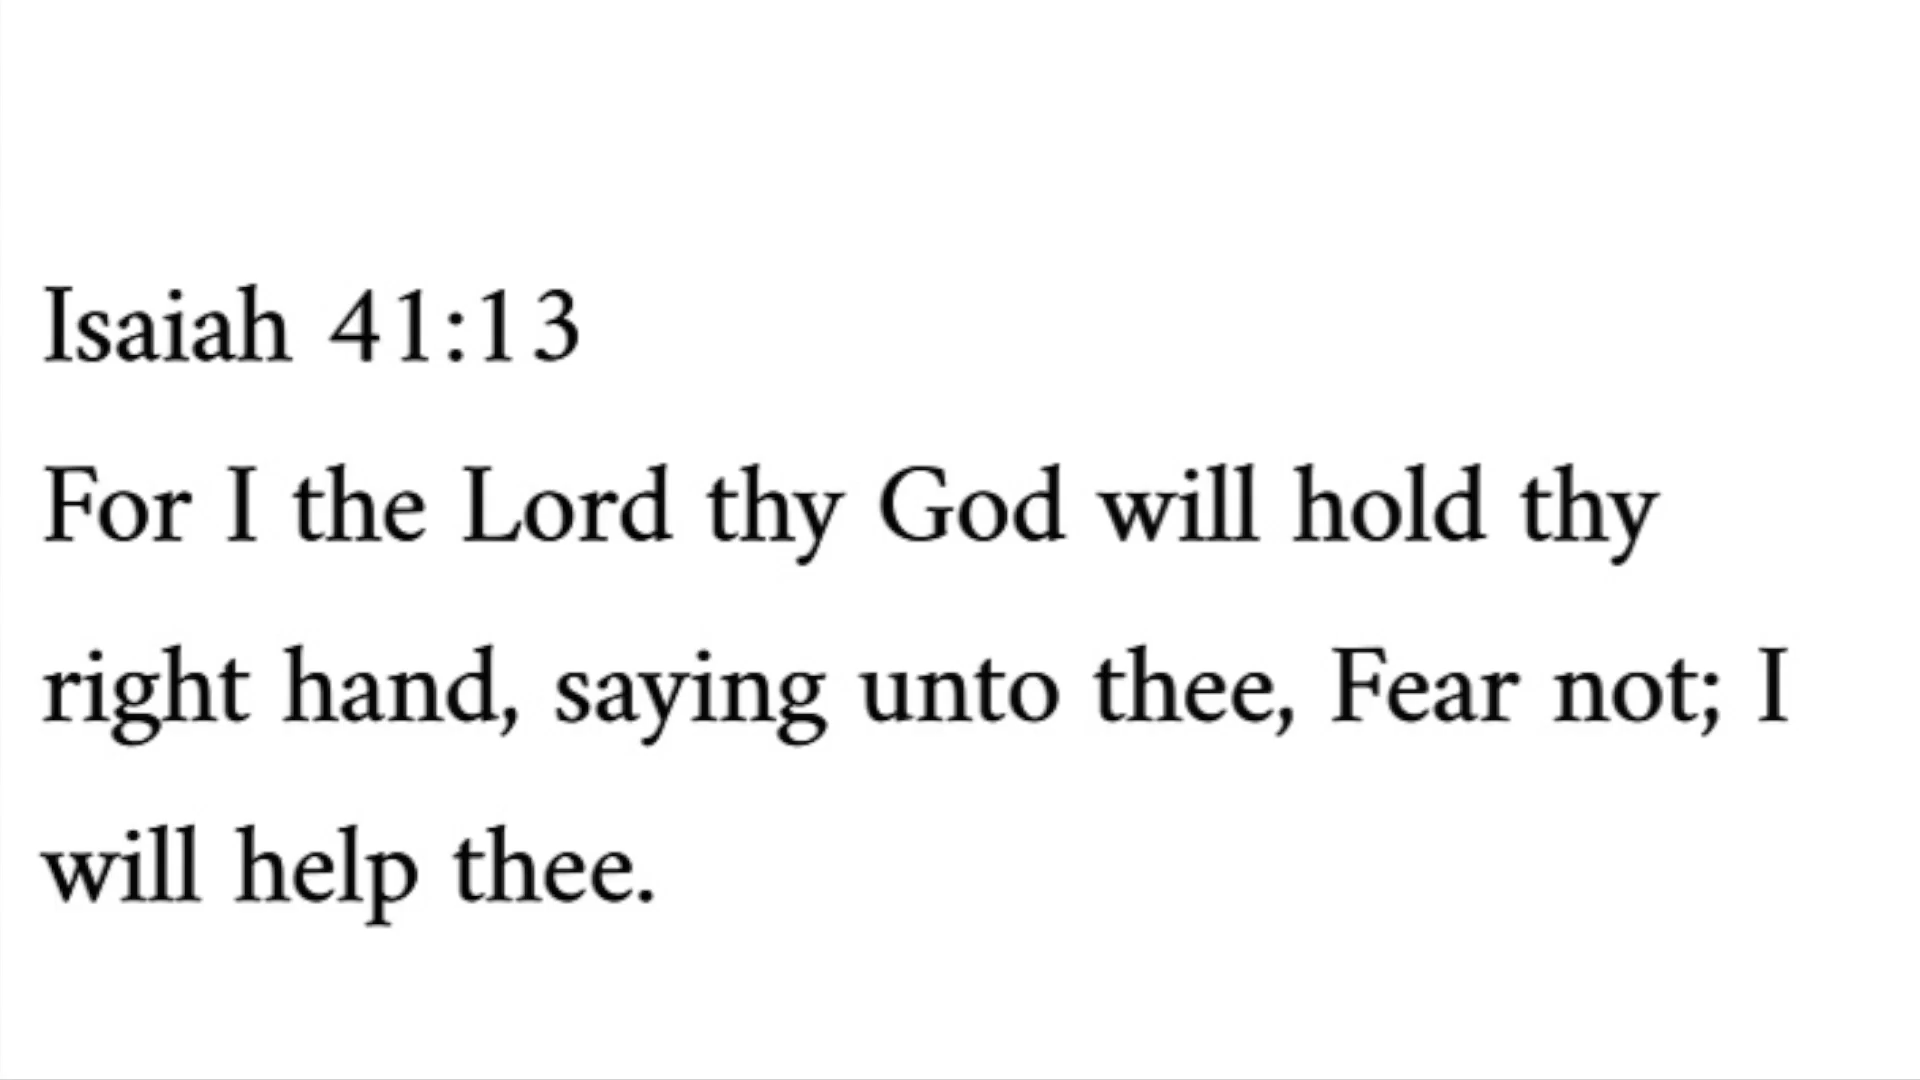 Isaiah 41:13
For I the Lord thy God will hold thy
right hand, saying unto thee, Fear not; I
will help thee.